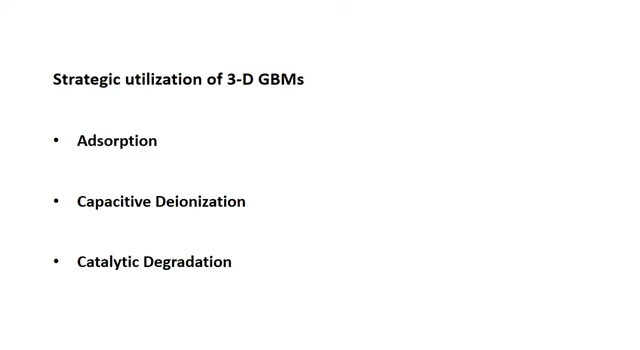 Strategic utilization of 3-D GBMs
• Adsorption
• Capacitive Deionization
• Catalytic Degradation